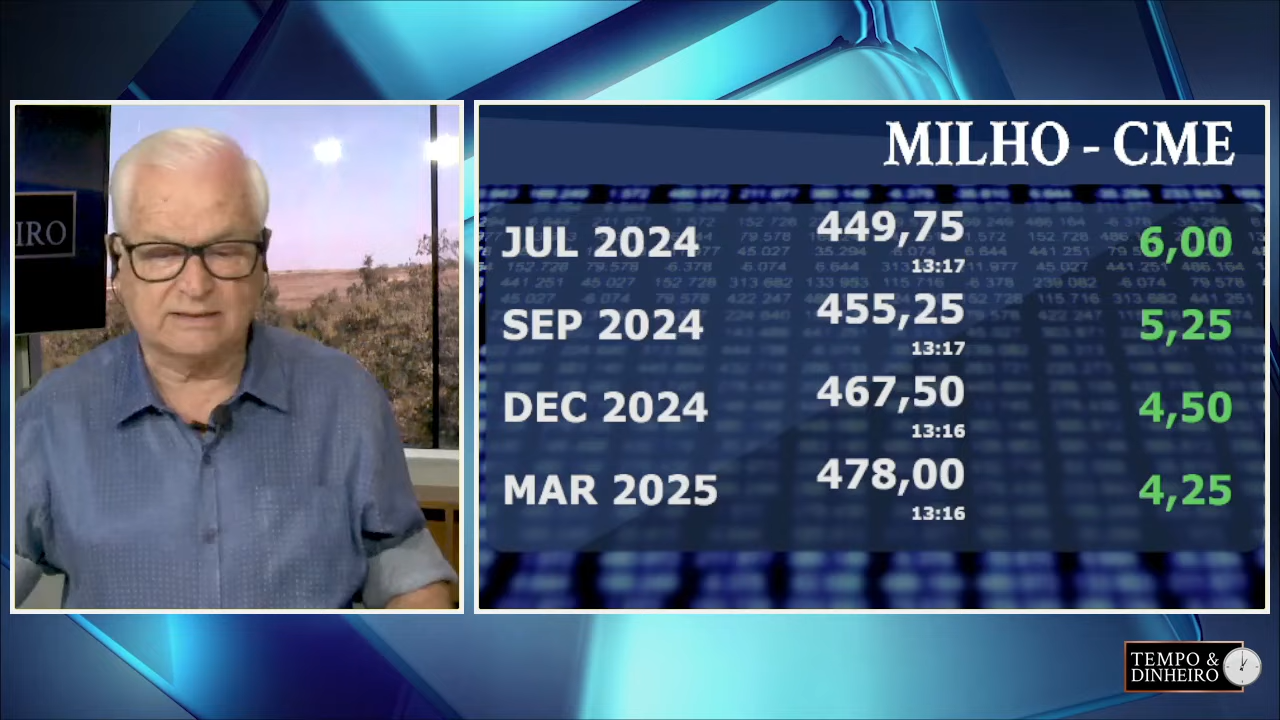 IRO
MILHO - CME
JUL 2024 449,75 6,00
13:17
SEP 2024 455,25 5,25
13:17
DEC 2024 467,50 4,50
13:16
MAR 2025 478,00 4,25
13:16
TEMPO &
DINHEIRO